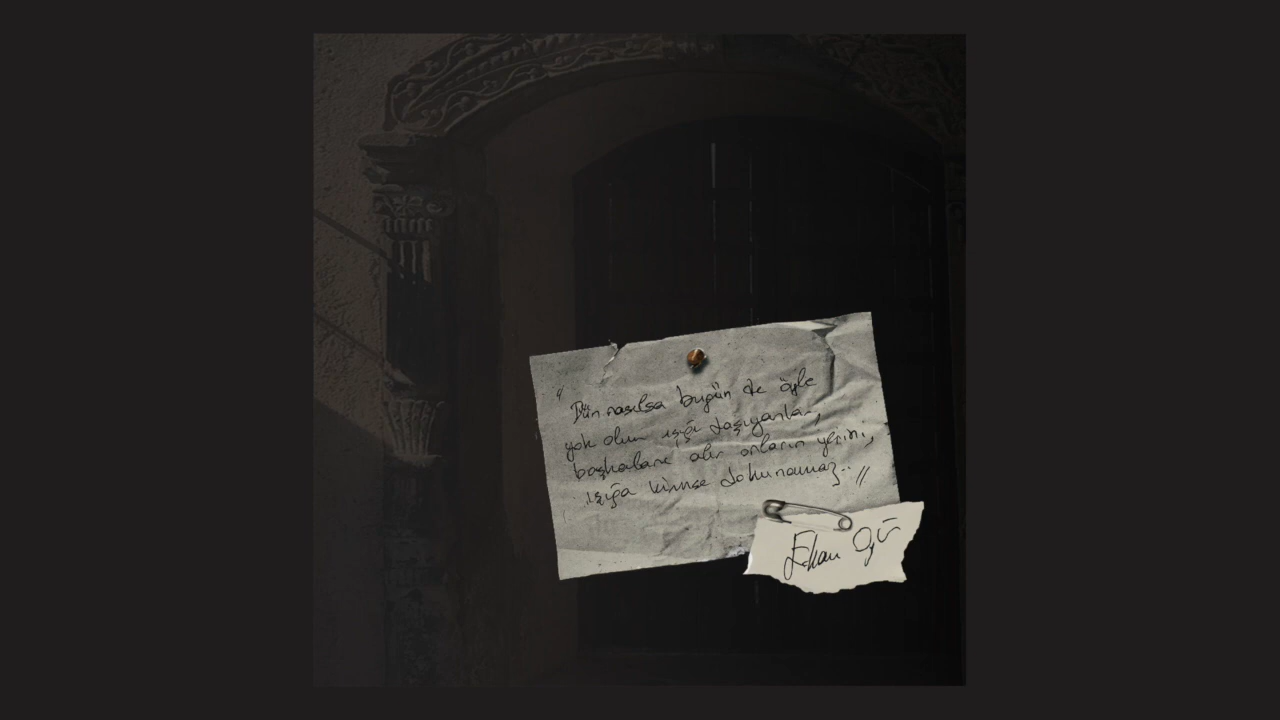 " Dün nasılsa bugün de öyle
yok olur ışığı taşıyanlar,
başkaları alır onların yerini,
ışığa kimse dokunamaz.. "